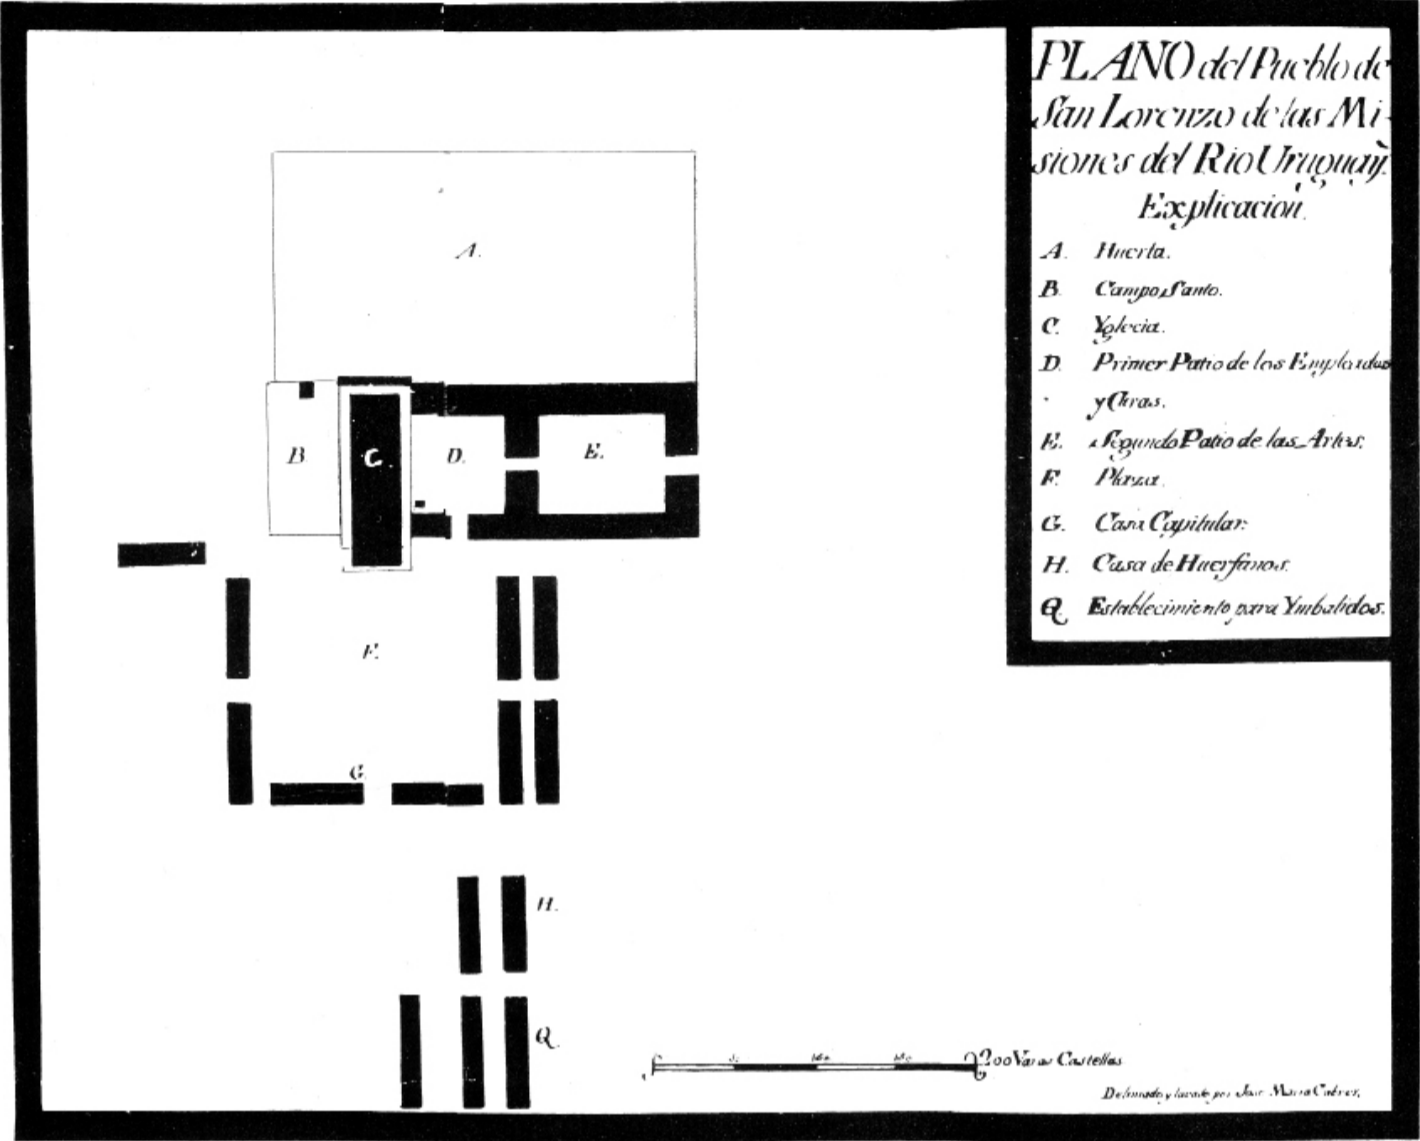 PLANO del Pueblo de
San Lorenzo de las Mi-
siones del Rio Uruguaỹ.
Explicacion.
A. Huerta.
B. Campo Santo.
C. Yglecia.
D. Primer Patio de los Empleados
y Curas.
E. Segundo Patio de las Artes.
F. Plaza.
G. Casa Capitular.
H. Casa de Huerfanos.
Q. Establecimiento para Ymbalidos.
A.
B
C.
D.
E.
F.
G.
H.
Q.
200 Varas Castellas
Delineado y lavado por Jose Maria Cabrer.